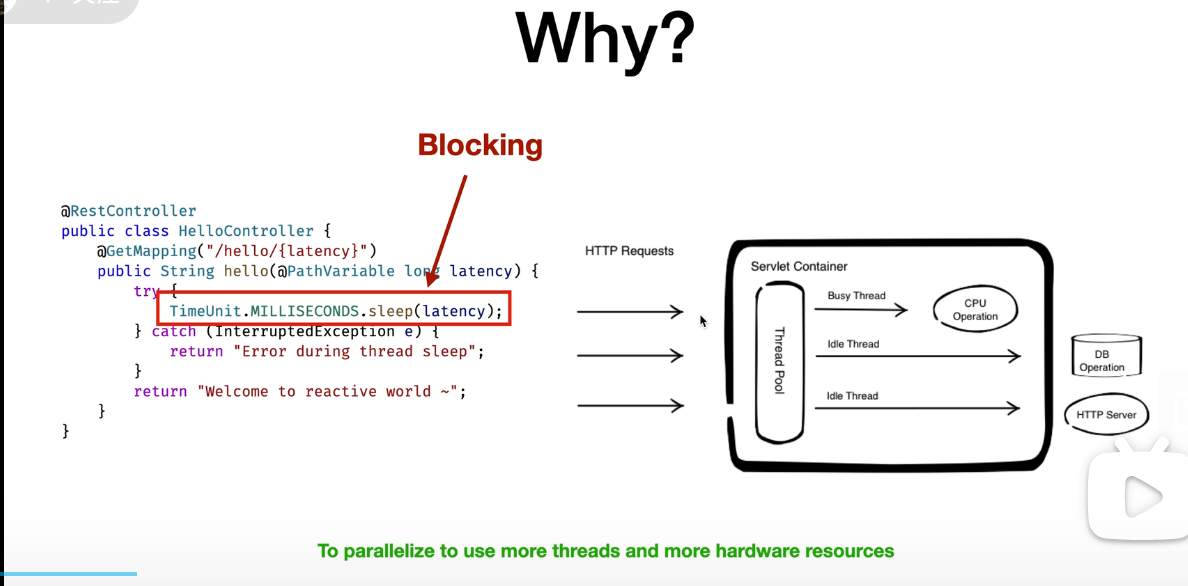 关注
Why?
Blocking
@RestController
public class HelloController {
@GetMapping("/hello/{latency}")
public String hello(@PathVariable long latency) {
try {
TimeUnit.MILLISECONDS.sleep(latency);
} catch (InterruptedException e) {
return "Error during thread sleep";
}
return "Welcome to reactive world ~";
}
}
HTTP Requests
Servlet Container
Thread Pool
Busy Thread
CPU
Operation
Idle Thread
Idle Thread
DB
Operation
HTTP Server
To parallelize to use more threads and more hardware resources